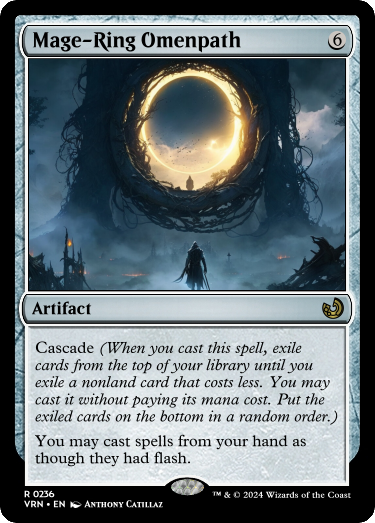 Mage-Ring Omenpath 6
Artifact
Cascade (When you cast this spell, exile
cards from the top of your library until you
exile a nonland card that costs less. You may
cast it without paying its mana cost. Put the
exiled cards on the bottom in a random order.)
You may cast spells from your hand as
though they had flash.
R 0236
VRN • EN Anthony Catillaz
™ & © 2024 Wizards of the Coast